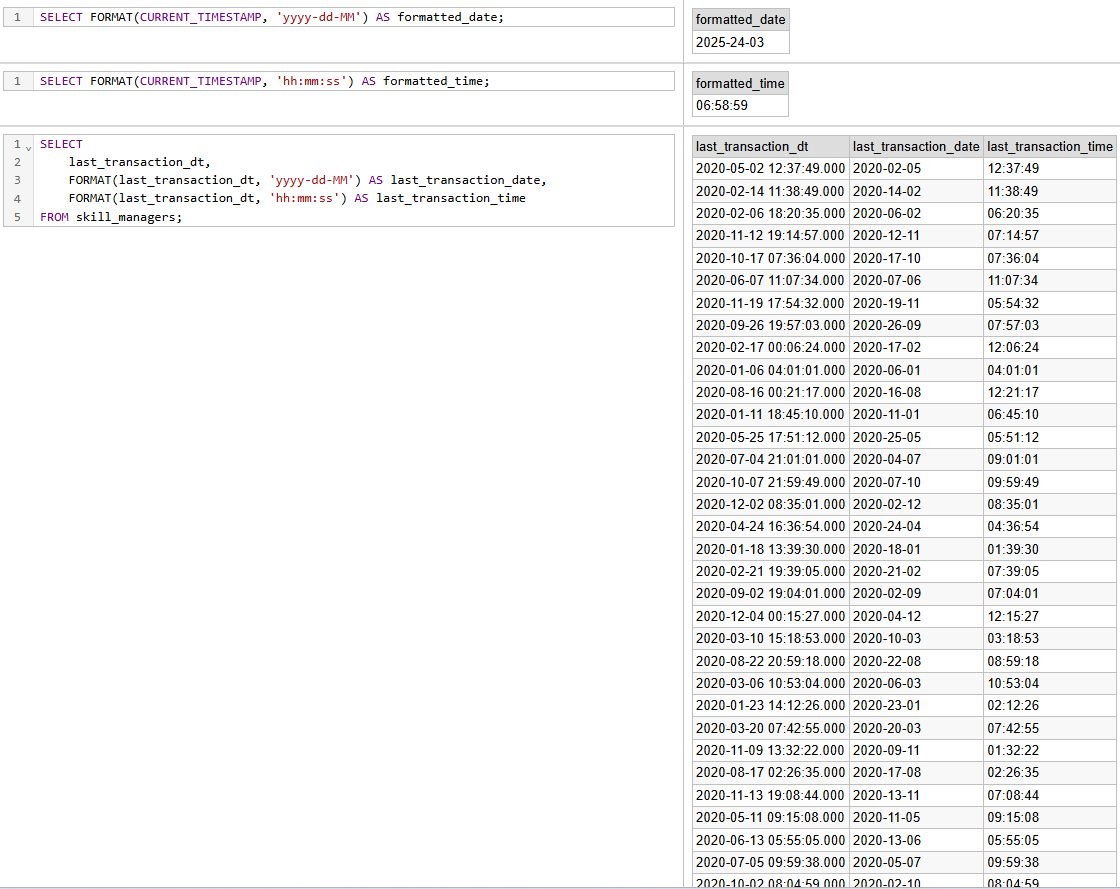 1 SELECT FORMAT(CURRENT_TIMESTAMP, 'yyyy-dd-MM') AS formatted_date;
formatted_date
2025-24-03
1 SELECT FORMAT(CURRENT_TIMESTAMP, 'hh:mm:ss') AS formatted_time;
formatted_time
06:58:59
1 SELECT
2 last_transaction_dt,
3 FORMAT(last_transaction_dt, 'yyyy-dd-MM') AS last_transaction_date,
4 FORMAT(last_transaction_dt, 'hh:mm:ss') AS last_transaction_time
5 FROM skill_managers;
last_transaction_dt last_transaction_date last_transaction_time
2020-05-02 12:37:49.000 2020-02-05 12:37:49
2020-02-14 11:38:49.000 2020-14-02 11:38:49
2020-02-06 18:20:35.000 2020-06-02 06:20:35
2020-11-12 19:14:57.000 2020-12-11 07:14:57
2020-10-17 07:36:04.000 2020-17-10 07:36:04
2020-06-07 11:07:34.000 2020-07-06 11:07:34
2020-11-19 17:54:32.000 2020-19-11 05:54:32
2020-09-26 19:57:03.000 2020-26-09 07:57:03
2020-02-17 00:06:24.000 2020-17-02 12:06:24
2020-01-06 04:01:01.000 2020-06-01 04:01:01
2020-08-16 00:21:17.000 2020-16-08 12:21:17
2020-01-11 18:45:10.000 2020-11-01 06:45:10
2020-05-25 17:51:12.000 2020-25-05 05:51:12
2020-07-04 21:01:01.000 2020-04-07 09:01:01
2020-10-07 21:59:49.000 2020-07-10 09:59:49
2020-12-02 08:35:01.000 2020-02-12 08:35:01
2020-04-24 16:36:54.000 2020-24-04 04:36:54
2020-01-18 13:39:30.000 2020-18-01 01:39:30
2020-02-21 19:39:05.000 2020-21-02 07:39:05
2020-09-02 19:04:01.000 2020-02-09 07:04:01
2020-12-04 00:15:27.000 2020-04-12 12:15:27
2020-03-10 15:18:53.000 2020-10-03 03:18:53
2020-08-22 20:59:18.000 2020-22-08 08:59:18
2020-03-06 10:53:04.000 2020-06-03 10:53:04
2020-01-23 14:12:26.000 2020-23-01 02:12:26
2020-03-20 07:42:55.000 2020-20-03 07:42:55
2020-11-09 13:32:22.000 2020-09-11 01:32:22
2020-08-17 02:26:35.000 2020-17-08 02:26:35
2020-11-13 19:08:44.000 2020-13-11 07:08:44
2020-05-11 09:15:08.000 2020-11-05 09:15:08
2020-06-13 05:55:05.000 2020-13-06 05:55:05
2020-07-05 09:59:38.000 2020-05-07 09:59:38
2020-10-02 08:04:59.000 2020-02-10 08:04:59